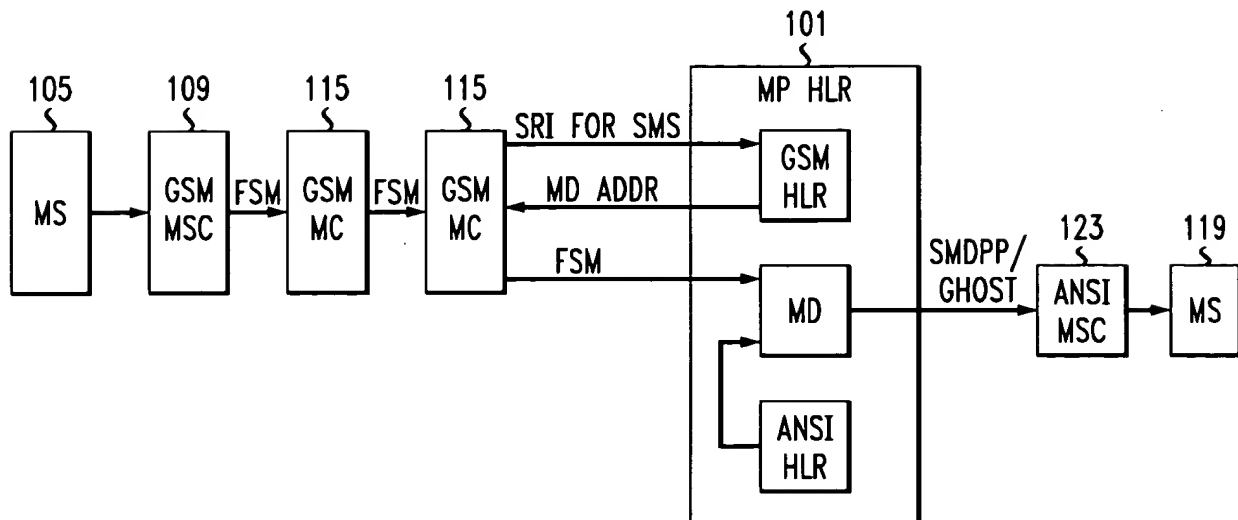 101
105
109
115
115
MP HLR
SRI FOR SMS
GSM
HLR
MS
GSM
MSC
FSM
GSM
MC
FSM
GSM
MC
MD ADDR
FSM
MD
SMDPP/
GHOST
123
119
ANSI
MSC
MS
ANSI
HLR